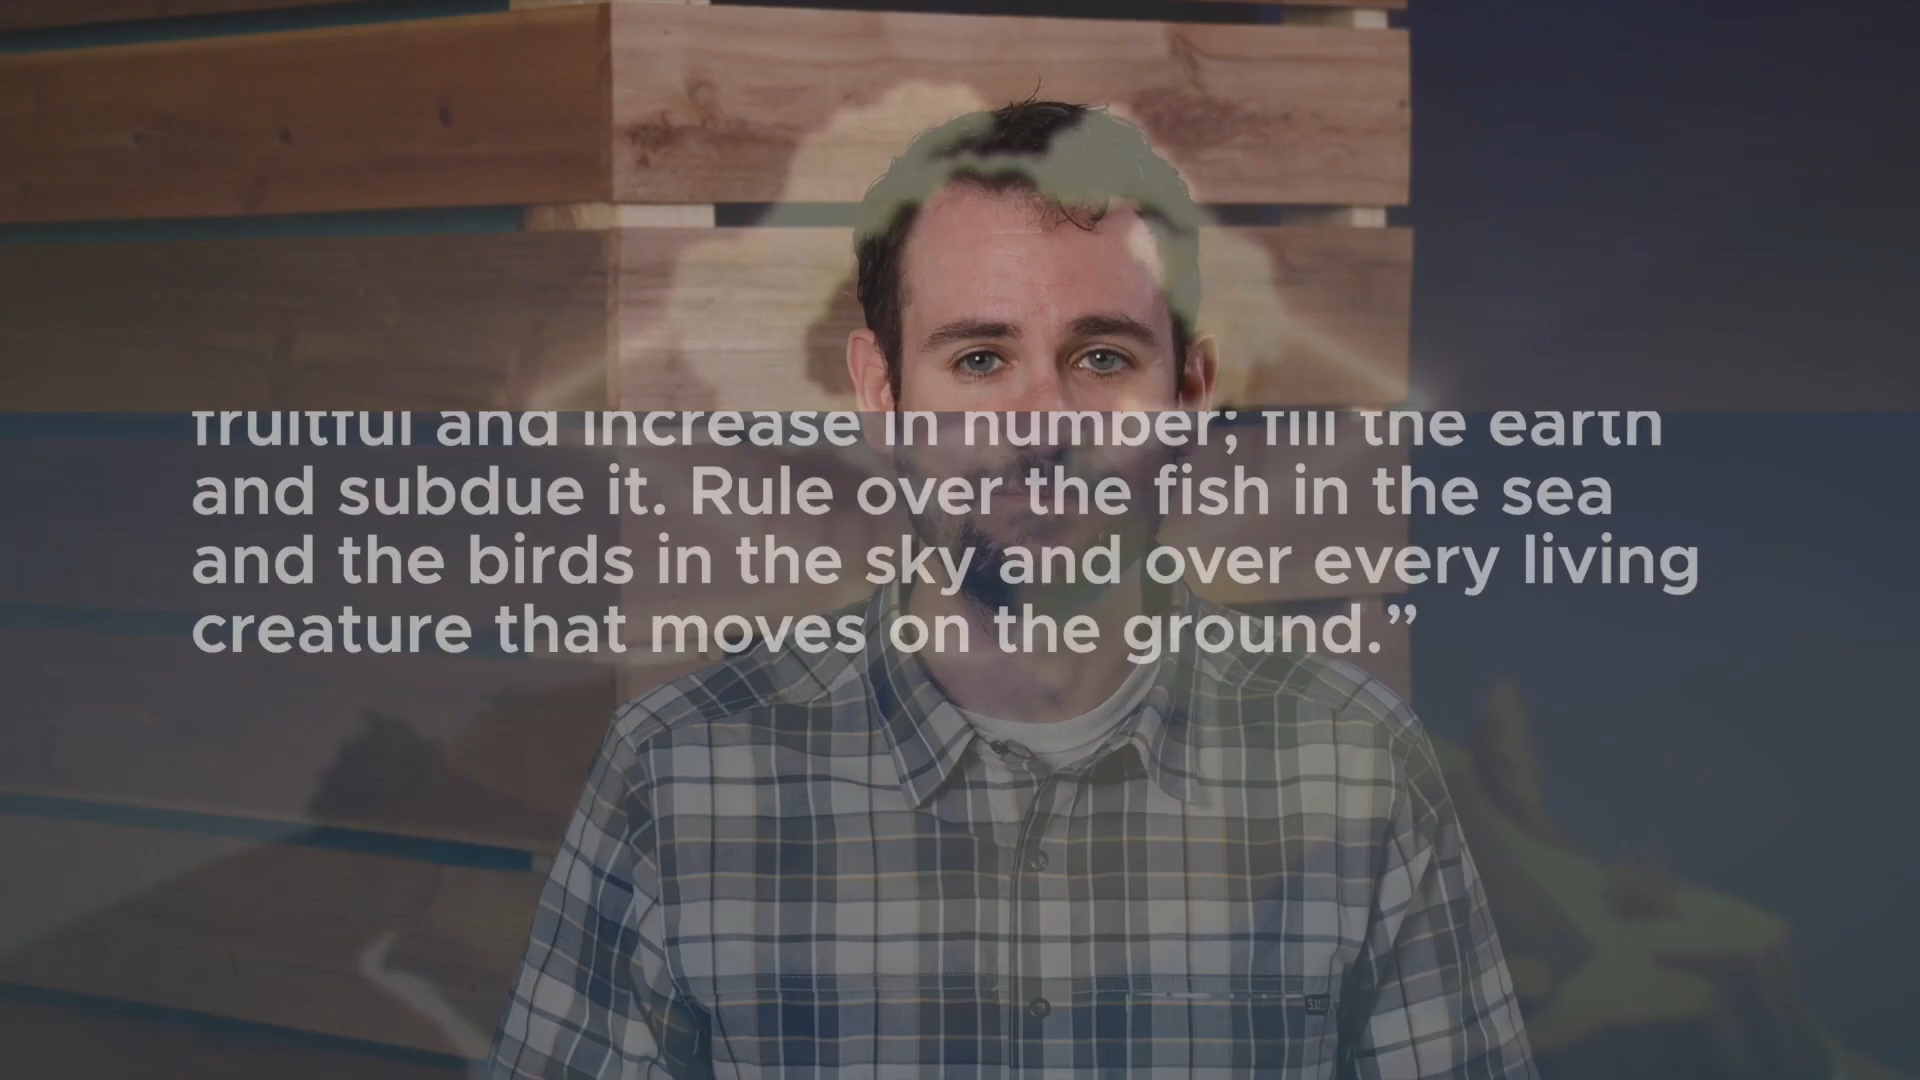 fruitful and increase in number; fill the earth
and subdue it. Rule over the fish in the sea
and the birds in the sky and over every living
creature that moves on the ground.”